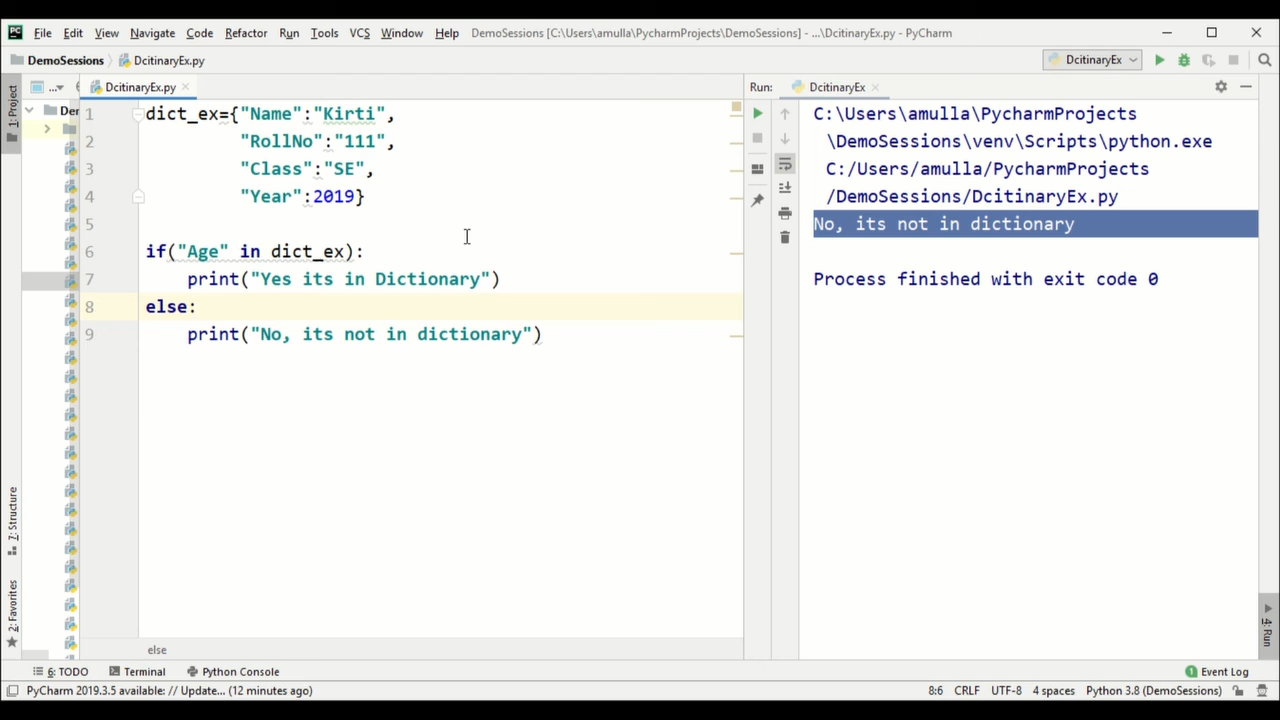 File Edit View Navigate Code Refactor Run Tools VCS Window Help DemoSessions [C:\Users\amulla\PycharmProjects\DemoSessions] - ...\DcitinaryEx.py - PyCharm
DemoSessions DcitinaryEx.py DcitinaryEx
1: Project
...
DcitinaryEx.py
Run: DcitinaryEx
Der
1 dict_ex={"Name":"Kirti",
2 "RollNo":"111",
3 "Class":"SE",
4 "Year":2019}
5
6 if("Age" in dict_ex):
7 print("Yes its in Dictionary")
8 else:
9 print("No, its not in dictionary")
C:\Users\amulla\PycharmProjects
\DemoSessions\venv\Scripts\python.exe
C:/Users/amulla/PycharmProjects
/DemoSessions/DcitinaryEx.py
No, its not in dictionary
Process finished with exit code 0
7: Structure
2: Favorites
4: Run
else
6: TODO Terminal Python Console 1 Event Log
PyCharm 2019.3.5 available: // Update... (12 minutes ago) 8:6 CRLF UTF-8 4 spaces Python 3.8 (DemoSessions)